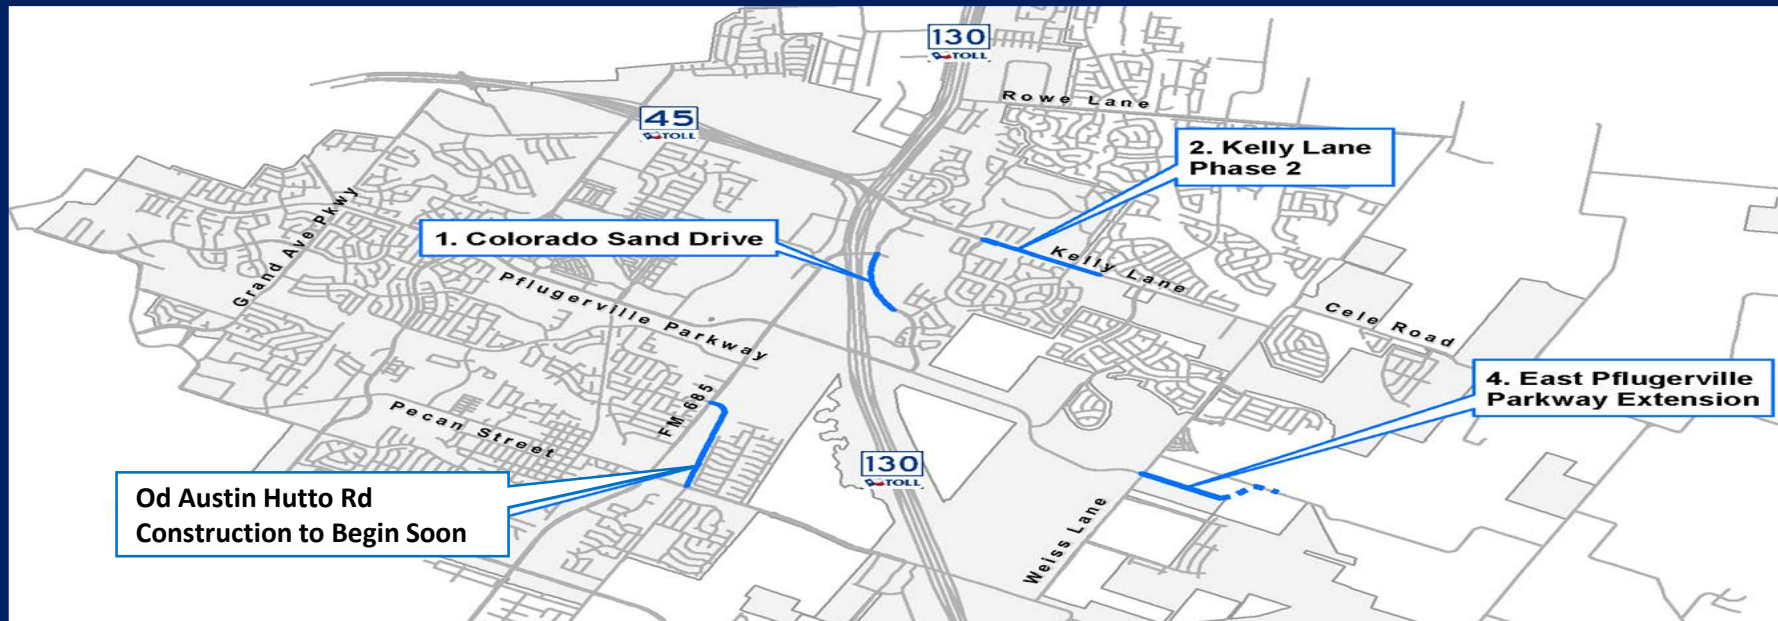 130
TOLL
Rowe Lane
45
TOLL
2. Kelly Lane
Phase 2
Grand Ave Pkwy
1. Colorado Sand Drive
Kelly Lane
Pflugerville Parkway
Cele Road
4. East Pflugerville
Parkway Extension
FM 685
Pecan Street
130
TOLL
Od Austin Hutto Rd
Construction to Begin Soon
Weiss Lane